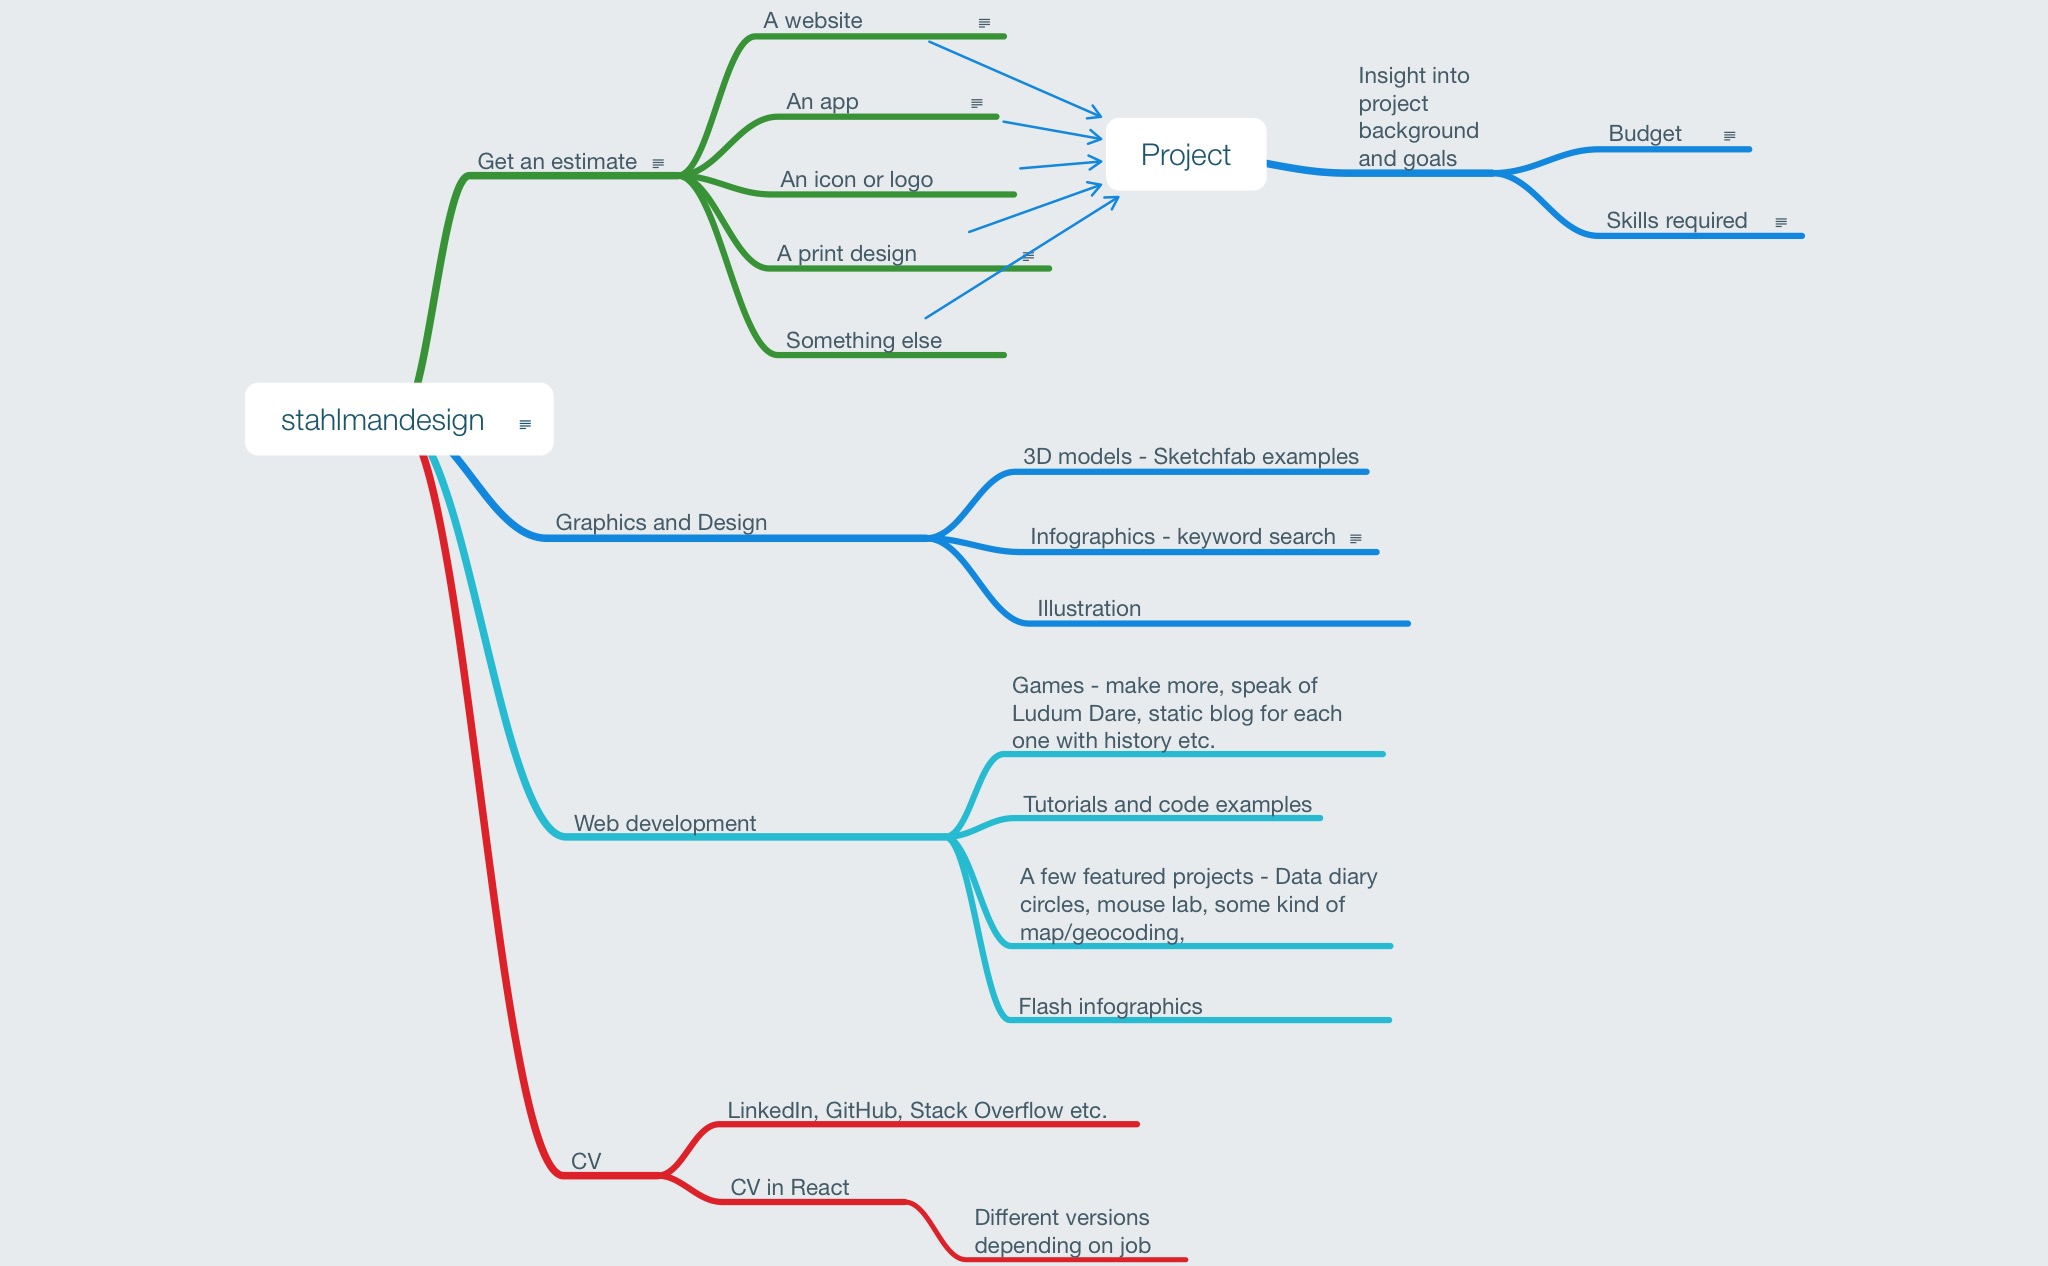 A website
An app
Get an estimate
An icon or logo
A print design
Something else
Project
Insight into
project
background
and goals
Budget
Skills required
stahlmandesign
Graphics and Design
3D models - Sketchfab examples
Infographics - keyword search
Illustration
Web development
Games - make more, speak of
Ludum Dare, static blog for each
one with history etc.
Tutorials and code examples
A few featured projects - Data diary
circles, mouse lab, some kind of
map/geocoding,
Flash infographics
CV
LinkedIn, GitHub, Stack Overflow etc.
CV in React
Different versions
depending on job